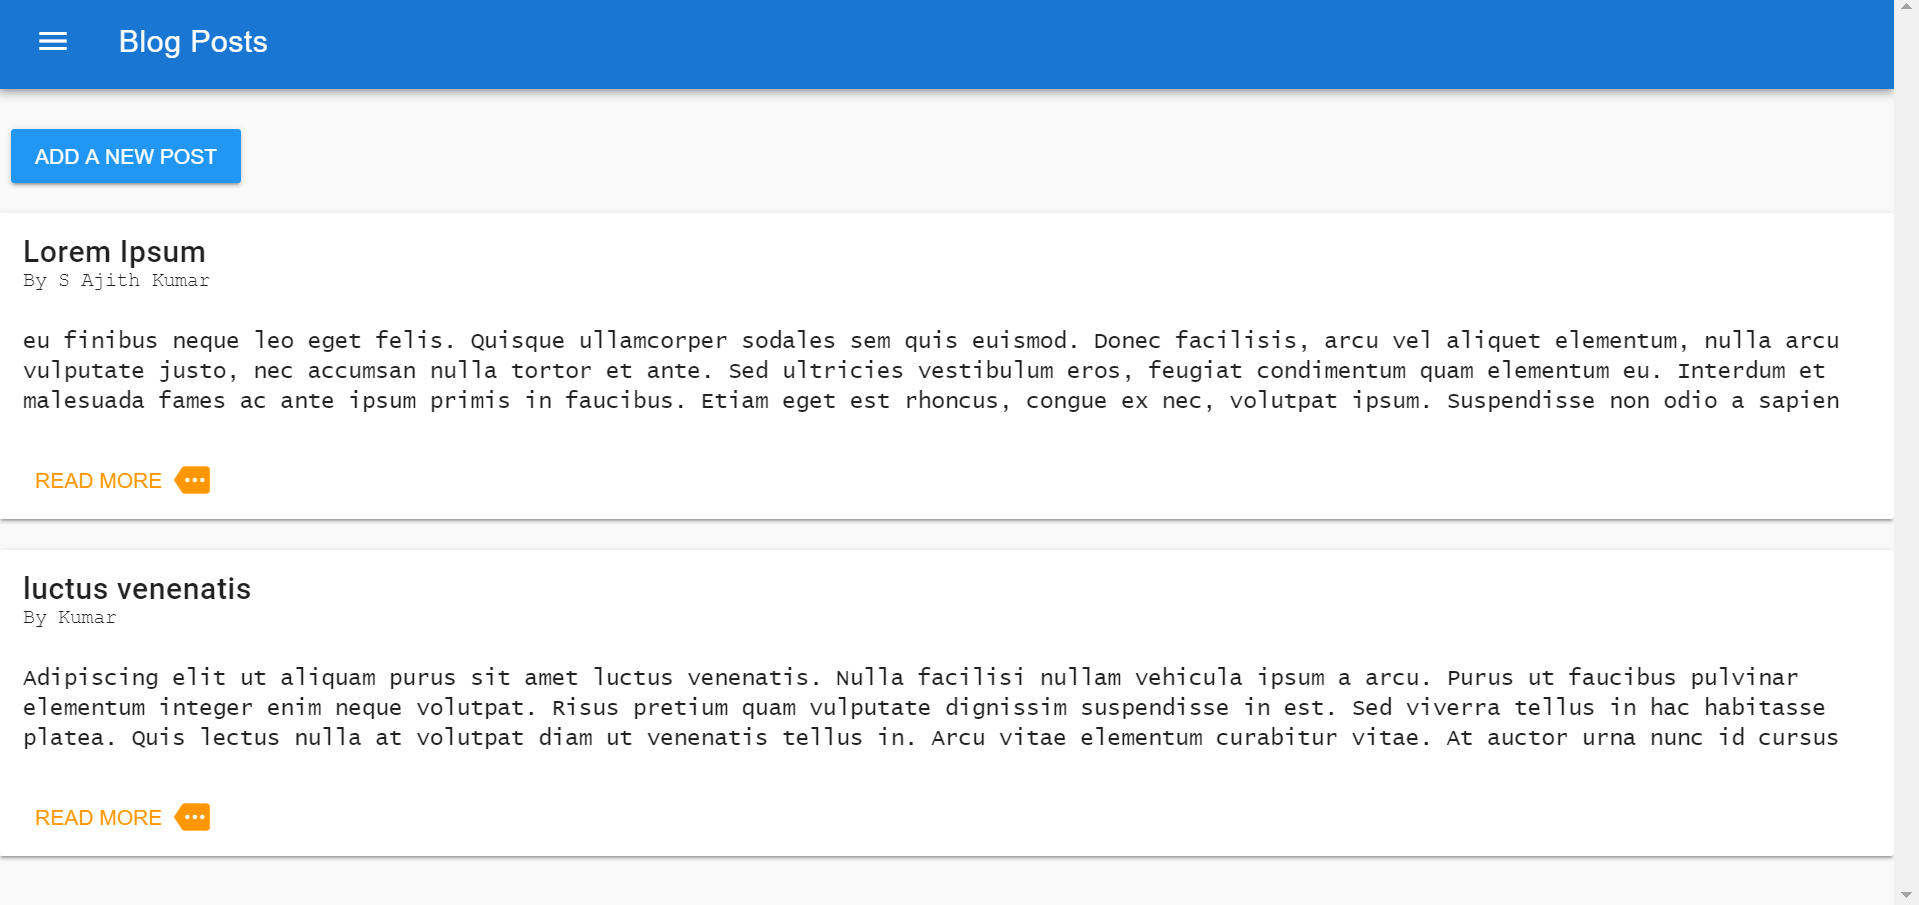 Blog Posts
ADD A NEW POST
Lorem Ipsum
By S Ajith Kumar
eu finibus neque leo eget felis. Quisque ullamcorper sodales sem quis euismod. Donec facilisis, arcu vel aliquet elementum, nulla arcu
vulputate justo, nec accumsan nulla tortor et ante. Sed ultricies vestibulum eros, feugiat condimentum quam elementum eu. Interdum et
malesuada fames ac ante ipsum primis in faucibus. Etiam eget est rhoncus, congue ex nec, volutpat ipsum. Suspendisse non odio a sapien
READ MORE
luctus venenatis
By Kumar
Adipiscing elit ut aliquam purus sit amet luctus venenatis. Nulla facilisi nullam vehicula ipsum a arcu. Purus ut faucibus pulvinar
elementum integer enim neque volutpat. Risus pretium quam vulputate dignissim suspendisse in est. Sed viverra tellus in hac habitasse
platea. Quis lectus nulla at volutpat diam ut venenatis tellus in. Arcu vitae elementum curabitur vitae. At auctor urna nunc id cursus
READ MORE